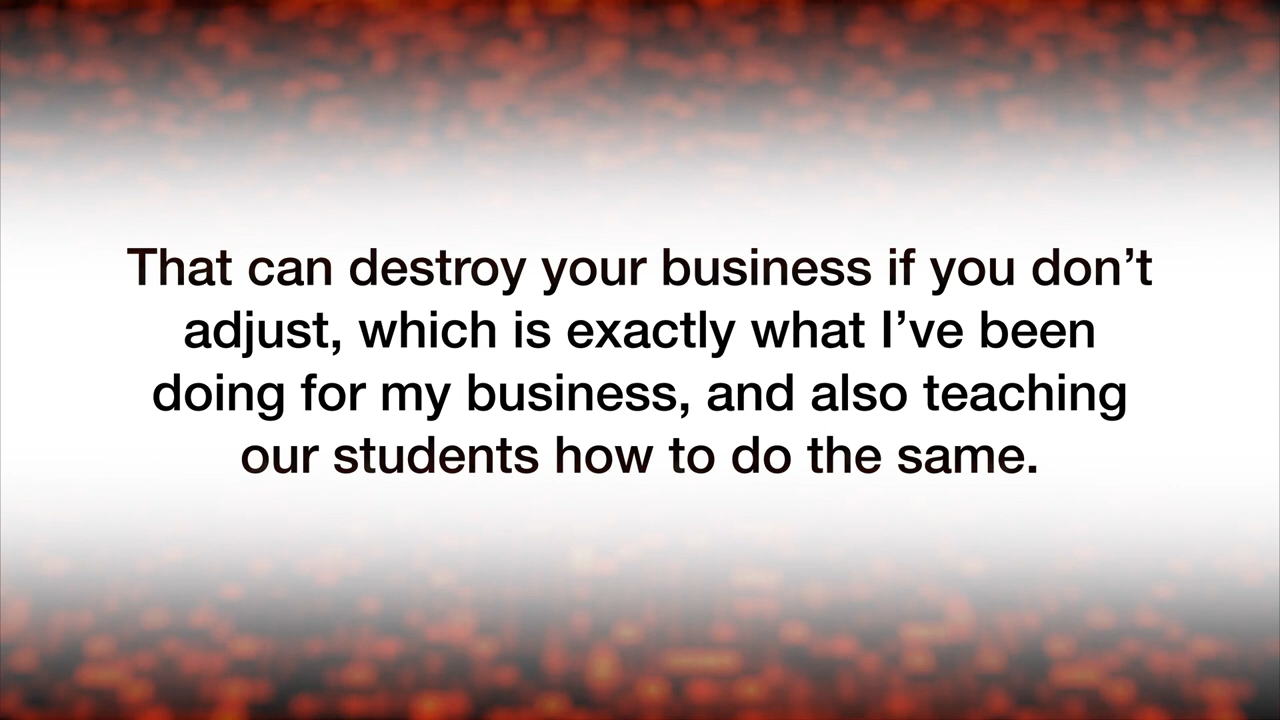 That can destroy your business if you don’t
adjust, which is exactly what I’ve been
doing for my business, and also teaching
our students how to do the same.